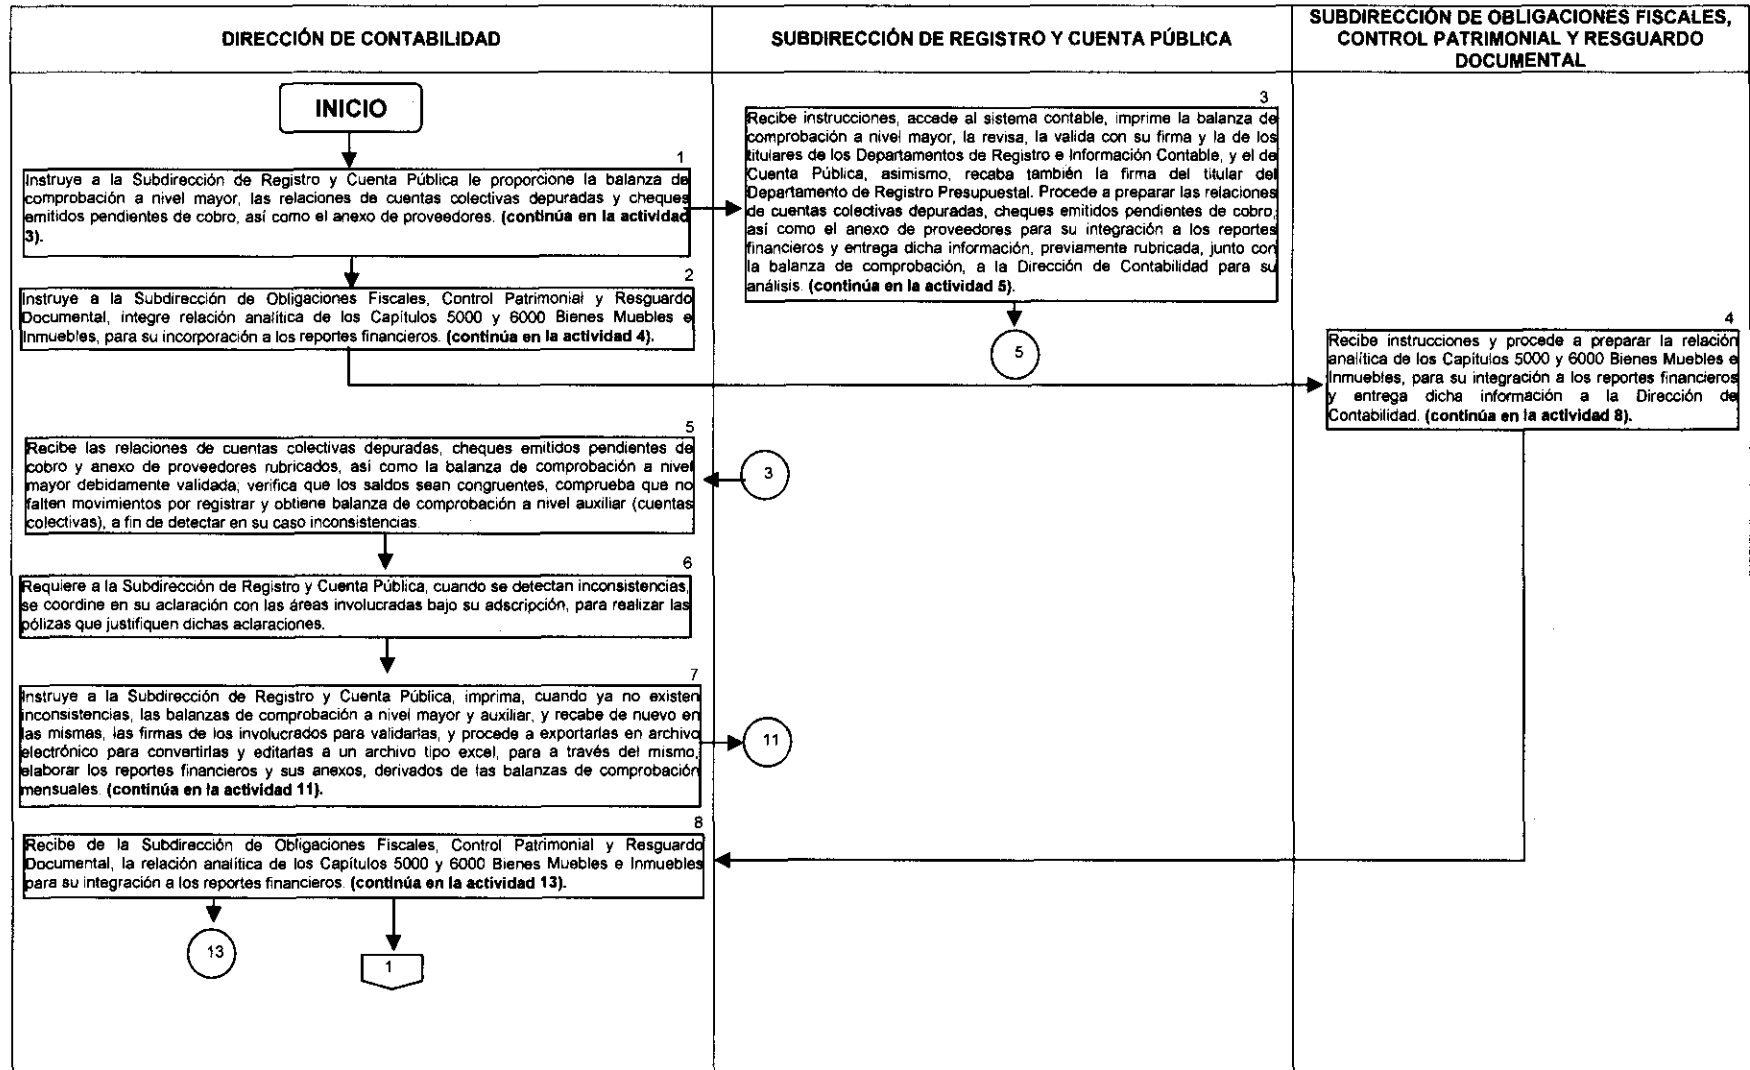 DIRECCIÓN DE CONTABILIDAD
SUBDIRECCIÓN DE REGISTRO Y CUENTA PÚBLICA
SUBDIRECCIÓN DE OBLIGACIONES FISCALES,
CONTROL PATRIMONIAL Y RESGUARDO
DOCUMENTAL
INICIO
1
Instruye a la Subdirección de Registro y Cuenta Pública le proporcione la balanza de
comprobación a nivel mayor, las relaciones de cuentas colectivas depuradas y cheques
emitidos pendientes de cobro, así como el anexo de proveedores. (continúa en la actividad
3).
2
Instruye a la Subdirección de Obligaciones Fiscales, Control Patrimonial y Resguardo
Documental, integre relación analítica de los Capítulos 5000 y 6000 Bienes Muebles e
Inmuebles, para su incorporación a los reportes financieros. (continúa en la actividad 4).
3
Recibe instrucciones, accede al sistema contable, imprime la balanza de
comprobación a nivel mayor, la revisa, la valida con su firma y la de los
titulares de los Departamentos de Registro e Información Contable, y el de
Cuenta Pública, asimismo, recaba también la firma del titular del
Departamento de Registro Presupuestal. Procede a preparar las relaciones
de cuentas colectivas depuradas, cheques emitidos pendientes de cobro,
así como el anexo de proveedores para su integración a los reportes
financieros y entrega dicha información, previamente rubricada, junto con
la balanza de comprobación, a la Dirección de Contabilidad para su
análisis. (continúa en la actividad 5).
5
4
Recibe instrucciones y procede a preparar la relación
analítica de los Capítulos 5000 y 6000 Bienes Muebles e
Inmuebles, para su integración a los reportes financieros
y entrega dicha información a la Dirección de
Contabilidad. (continúa en la actividad 8).
5
Recibe las relaciones de cuentas colectivas depuradas, cheques emitidos pendientes de
cobro y anexo de proveedores rubricados, así como la balanza de comprobación a nivel
mayor debidamente validada; verifica que los saldos sean congruentes, comprueba que no
falten movimientos por registrar y obtiene balanza de comprobación a nivel auxiliar (cuentas
colectivas), a fin de detectar en su caso inconsistencias.
3
6
Requiere a la Subdirección de Registro y Cuenta Pública, cuando se detectan inconsistencias,
se coordine en su aclaración con las áreas involucradas bajo su adscripción, para realizar las
pólizas que justifiquen dichas aclaraciones.
7
Instruye a la Subdirección de Registro y Cuenta Pública, imprima, cuando ya no existen
inconsistencias, las balanzas de comprobación a nivel mayor y auxiliar, y recabe de nuevo en
las mismas, las firmas de los involucrados para validarlas, y procede a exportarlas en archivo
electrónico para convertirlas y editarlas a un archivo tipo excel, para a través del mismo,
elaborar los reportes financieros y sus anexos, derivados de las balanzas de comprobación
mensuales. (continúa en la actividad 11).
11
8
Recibe de la Subdirección de Obligaciones Fiscales, Control Patrimonial y Resguardo
Documental, la relación analítica de los Capítulos 5000 y 6000 Bienes Muebles e Inmuebles
para su integración a los reportes financieros. (continúa en la actividad 13).
13
1